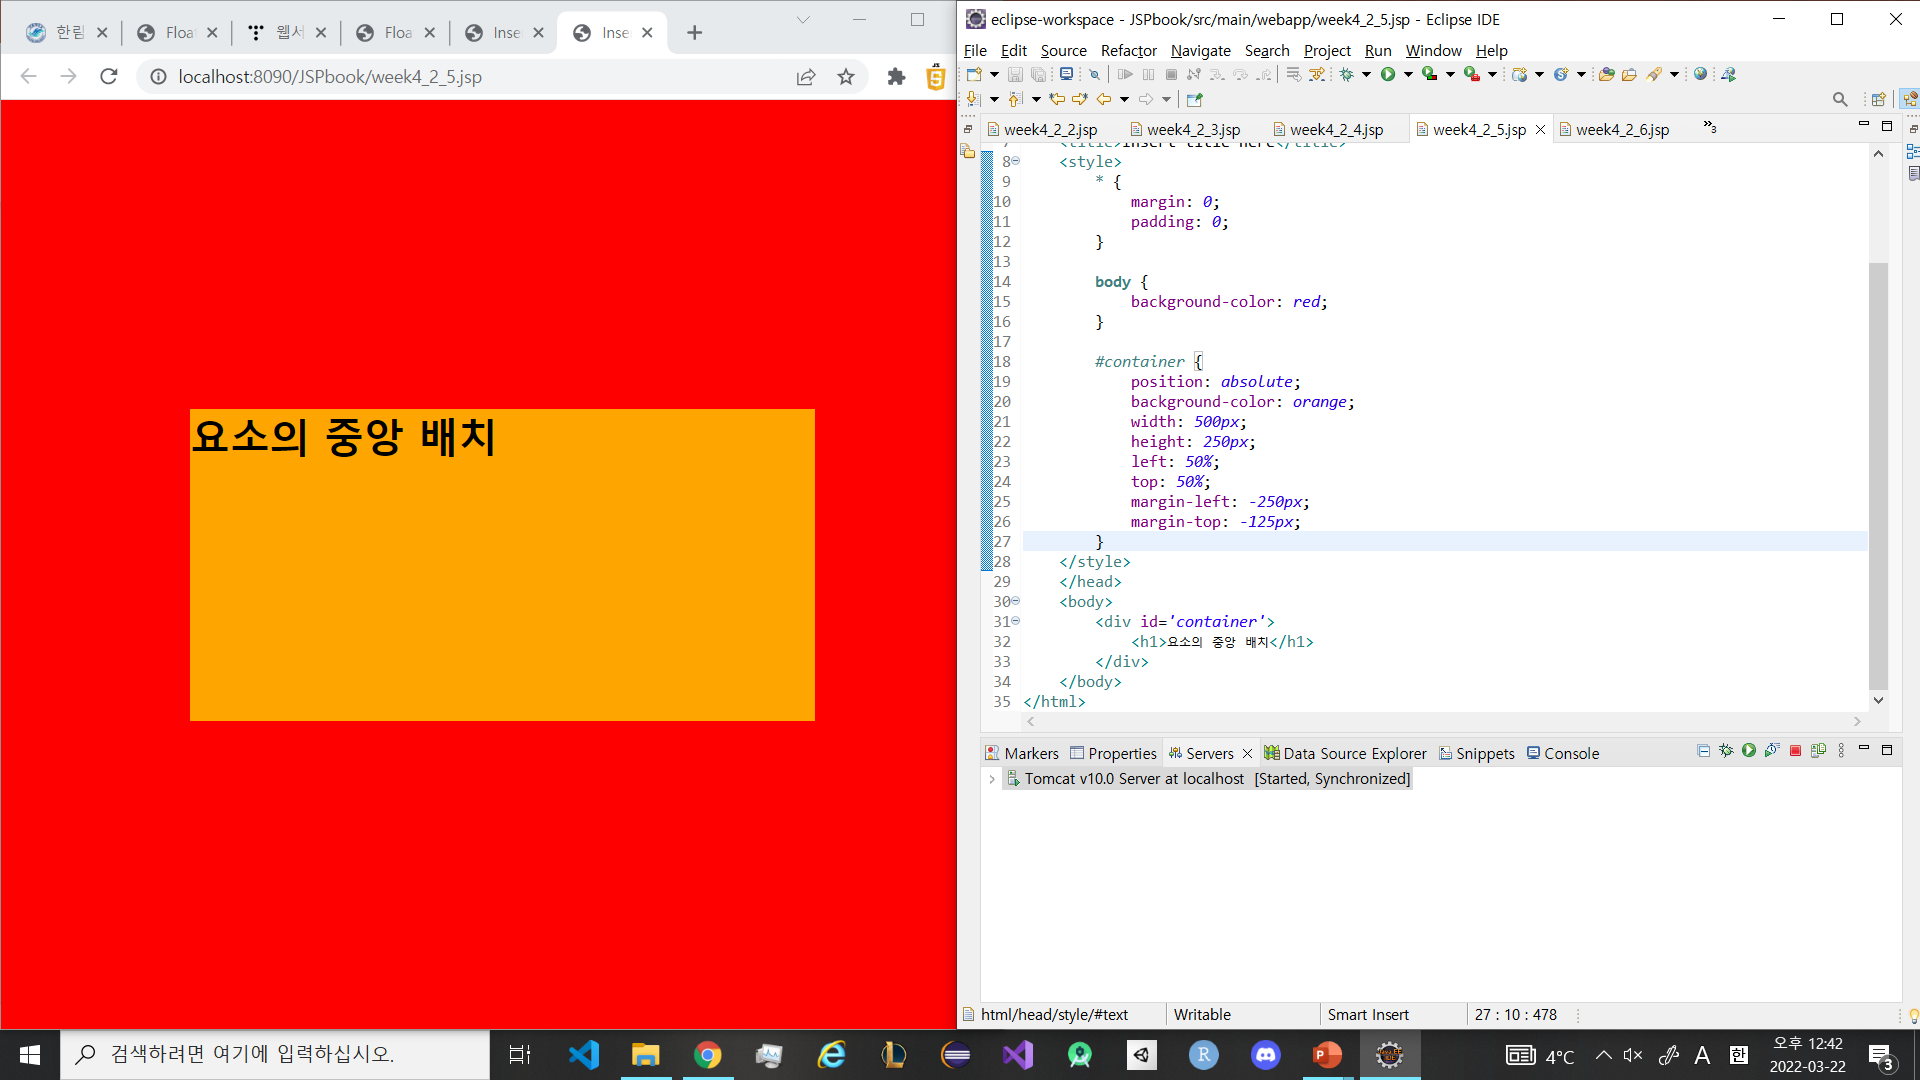 한림
Floa
웹서
Floa
Inse
Inse
localhost:8090/JSPbook/week4_2_5.jsp
요소의 중앙 배치
eclipse-workspace - JSPbook/src/main/webapp/week4_2_5.jsp - Eclipse IDE
File Edit Source Refactor Navigate Search Project Run Window Help
week4_2_2.jsp week4_2_3.jsp week4_2_4.jsp week4_2_5.jsp week4_2_6.jsp »3
7 <title>Insert title here</title>
8 <style>
9 * {
10 margin: 0;
11 padding: 0;
12 }
13
14 body {
15 background-color: red;
16 }
17
18 #container {
19 position: absolute;
20 background-color: orange;
21 width: 500px;
22 height: 250px;
23 left: 50%;
24 top: 50%;
25 margin-left: -250px;
26 margin-top: -125px;
27 }
28 </style>
29 </head>
30 <body>
31 <div id='container'>
32 <h1>요소의 중앙 배치</h1>
33 </div>
34 </body>
35 </html>
Markers Properties Servers Data Source Explorer Snippets Console
Tomcat v10.0 Server at localhost [Started, Synchronized]
html/head/style/#text Writable Smart Insert 27 : 10 : 478
검색하려면 여기에 입력하십시오.
4°C A 한 오후 12:42
2022-03-22
3